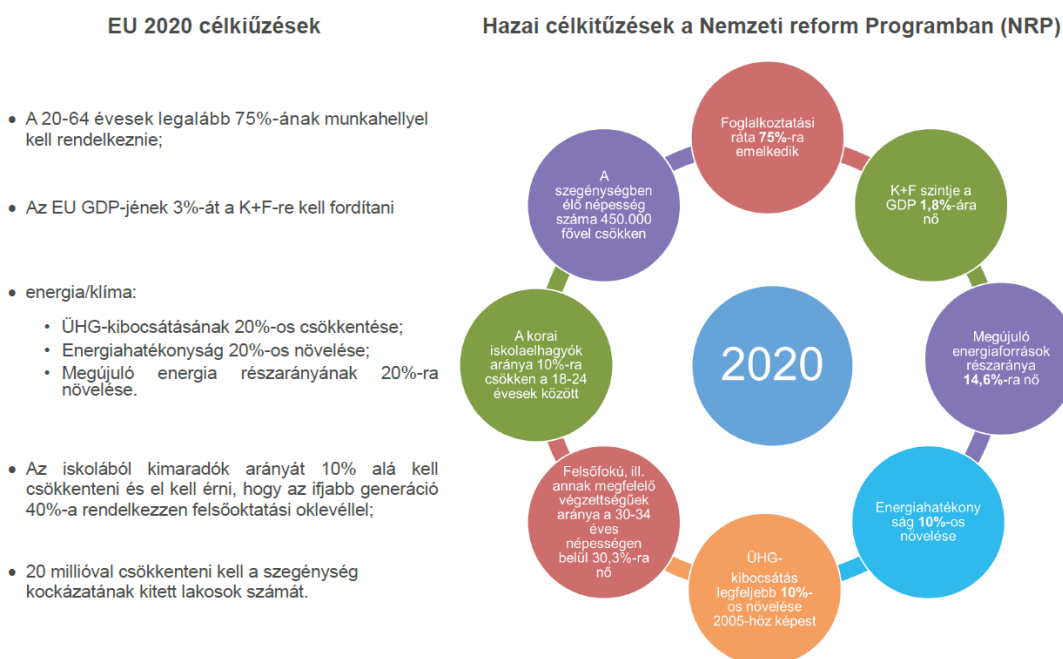 EU 2020 célkiűzések
• A 20-64 évesek legalább 75%-ának munkahellyel
kell rendelkeznie;
• Az EU GDP-jének 3%-át a K+F-re kell fordítani
• energia/klíma:
• ÜHG-kibocsátásának 20%-os csökkentése;
• Energiahatékonyság 20%-os növelése;
• Megújuló energia részarányának 20%-ra
növelése.
• Az iskolából kimaradók arányát 10% alá kell
csökkenteni és el kell érni, hogy az ifjabb generáció
40%-a rendelkezzen felsőoktatási oklevéllel;
• 20 millióval csökkenteni kell a szegénység
kockázatának kitett lakosok számát.
Hazai célkitűzések a Nemzeti reform Programban (NRP)
Foglalkoztatási
ráta 75%-ra
emelkedik
K+F szintje a
GDP 1,8%-ára
nő
Megújuló
energiaforrások
részaránya
14,6%-ra nő
Energiahatékony
ság 10%-os
növelése
ÜHG-
kibocsátás
legfeljebb 10%-
os növelése
2005-höz képest
Felsőfokú, ill.
annak megfelelő
végzettségűek
aránya a 30-34
éves
népességen
belül 30,3%-ra
nő
A korai
iskolaelhagyók
aránya 10%-ra
csökken a 18-24
évesek között
A
szegénységben
élő népesség
száma 450.000
fővel csökken
2020